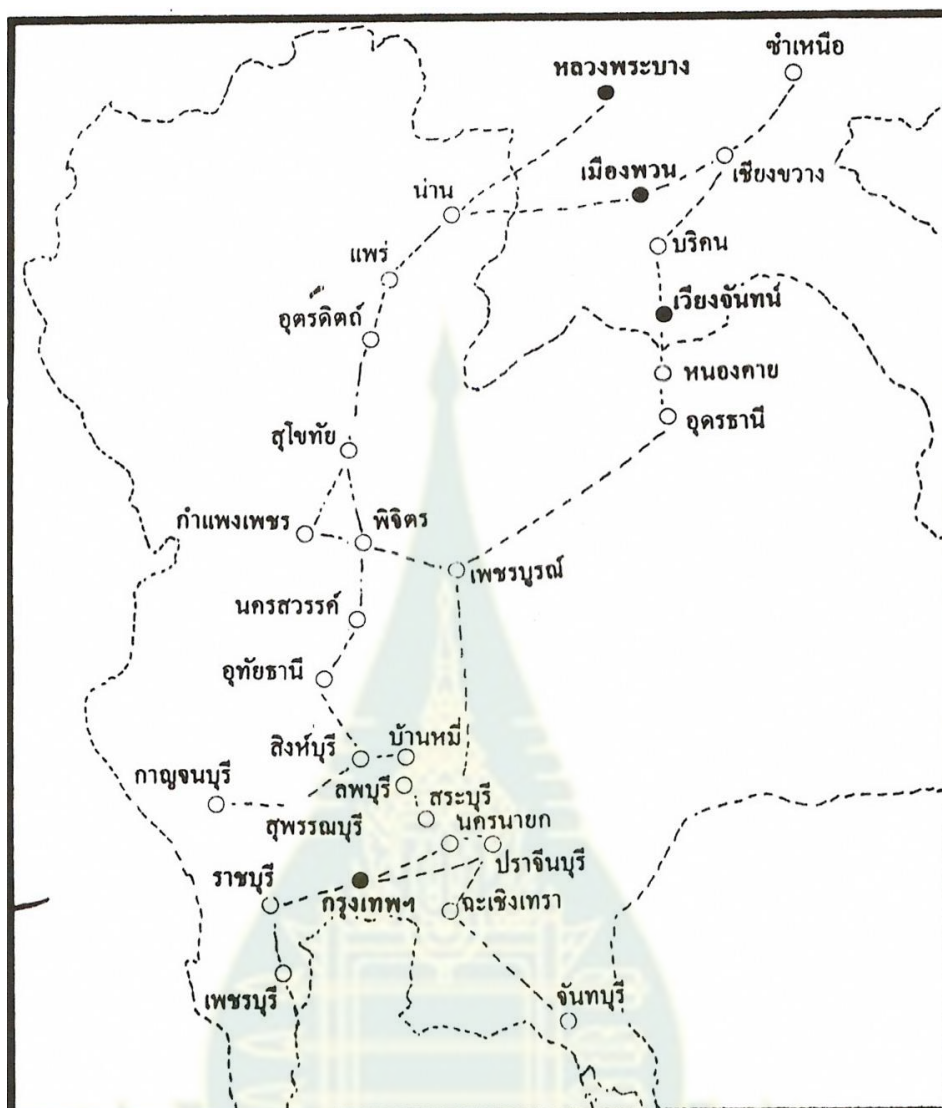 ซำเหนือ
หลวงพระบาง
เชียงขวาง
เมืองพวน
น่าน
บริคน
แพร่
เวียงจันทน์
อุตรดิตถ์
หนองคาย
อุดรธานี
สุโขทัย
กำแพงเพชร
พิจิตร
เพชรบูรณ์
นครสวรรค์
อุทัยธานี
สิงห์บุรี
บ้านหมี่
กาญจนบุรี
ลพบุรี
สุพรรณบุรี
สระบุรี
นครนายก
ปราจีนบุรี
ราชบุรี
กรุงเทพฯ
ฉะเชิงเทรา
เพชรบุรี
จันทบุรี